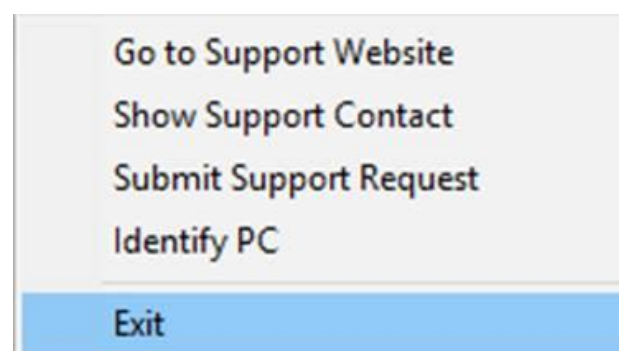 Go to Support Website
Show Support Contact
Submit Support Request
Identify PC
Exit